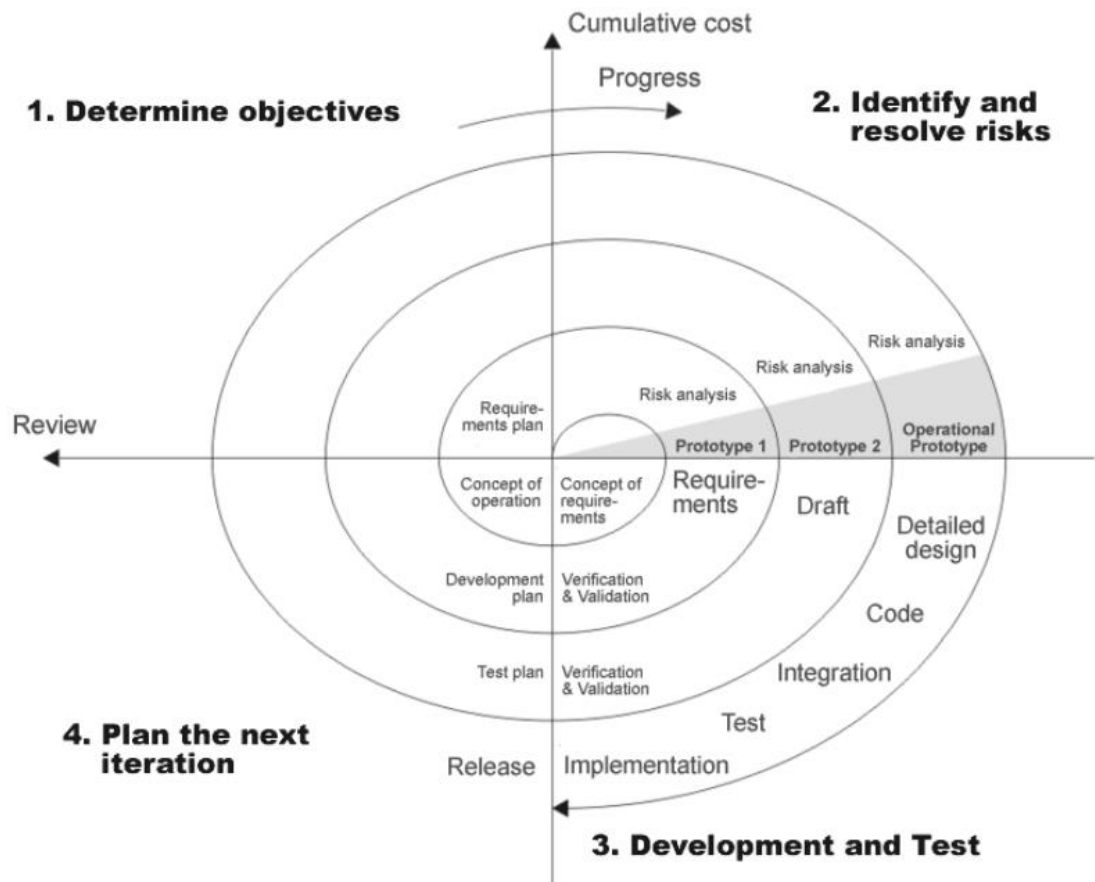 Cumulative cost
Progress
1. Determine objectives
2. Identify and
resolve risks
Risk analysis
Risk analysis
Risk analysis
Require-
ments plan
Review
Prototype 1
Prototype 2
Operational
Prototype
Concept of
operation
Concept of
require-
ments
Require-
ments
Draft
Detailed
design
Development
plan
Verification
& Validation
Code
Test plan
Verification
& Validation
Integration
Test
4. Plan the next
iteration
Release
Implementation
3. Development and Test